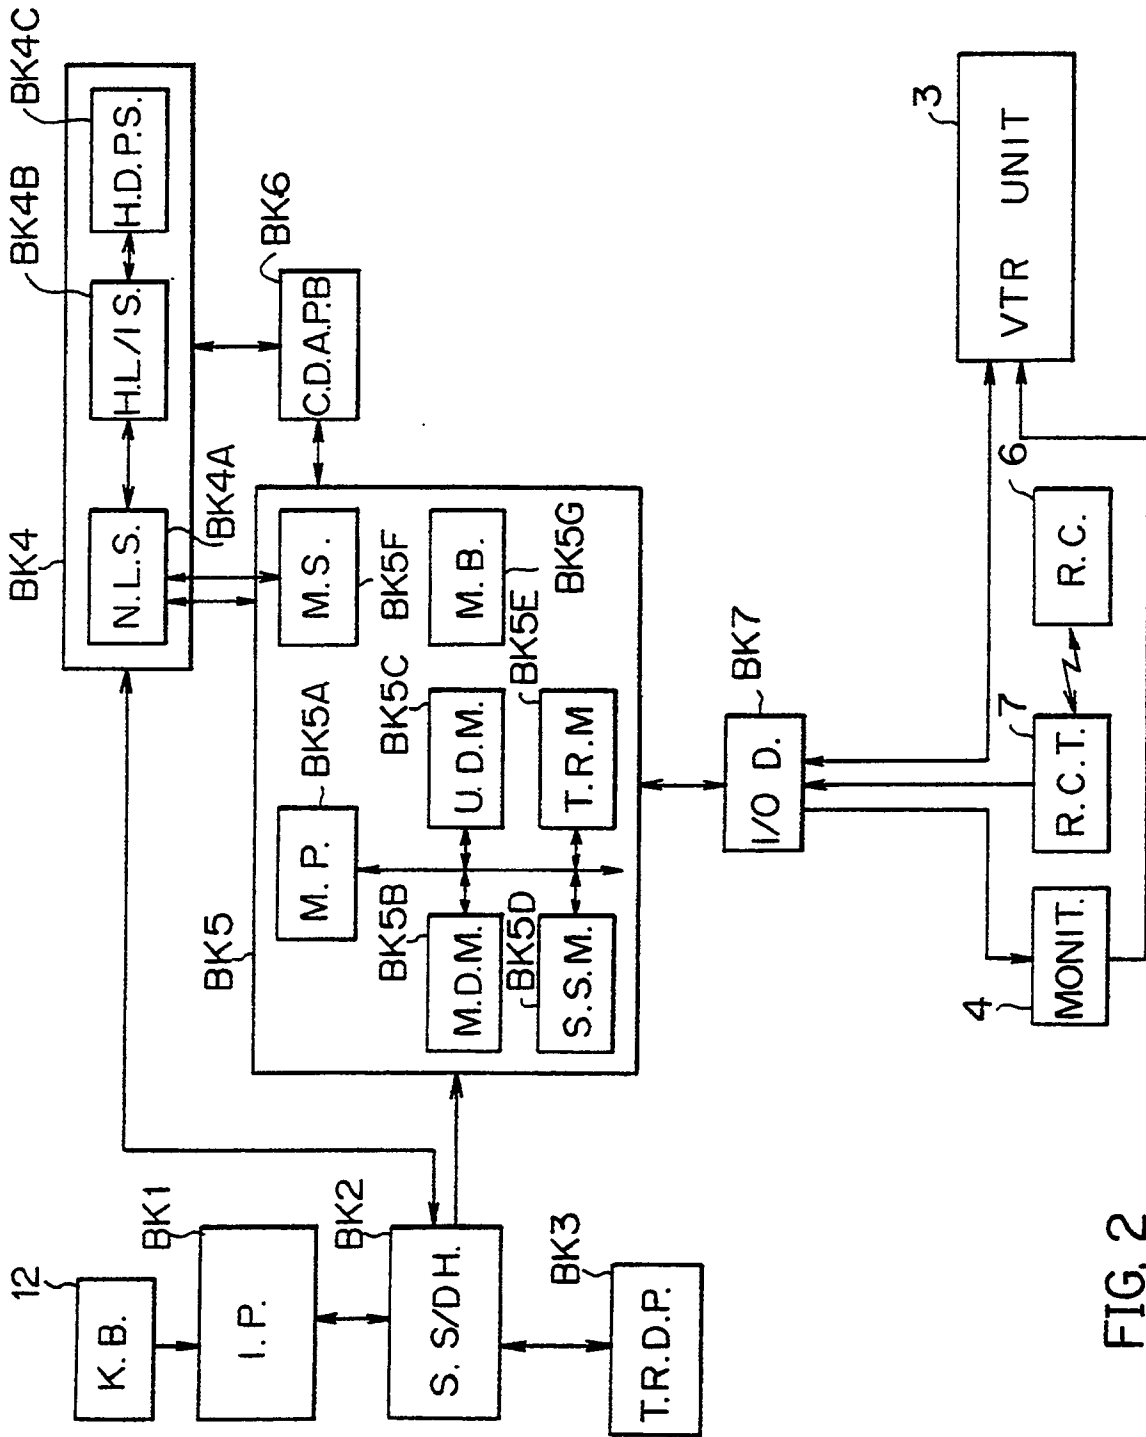 12
K. B.
BK1
I. P.
BK2
S. S/D H.
BK3
T.R.D.P.
BK4
N.L.S.
BK4A
H.L/I S.
BK4B
H.D.P.S.
BK4C
BK5
M. P.
BK5A
M.D.M.
BK5B
U.D.M.
BK5C
S.S.M.
BK5D
T.R.M
BK5E
M.S.
BK5F
M. B.
BK5G
C.D.A.P.B
BK6
I/O D.
BK7
MONIT.
4
R.C.T.
7
R.C.
6
VTR UNIT
3
FIG. 2